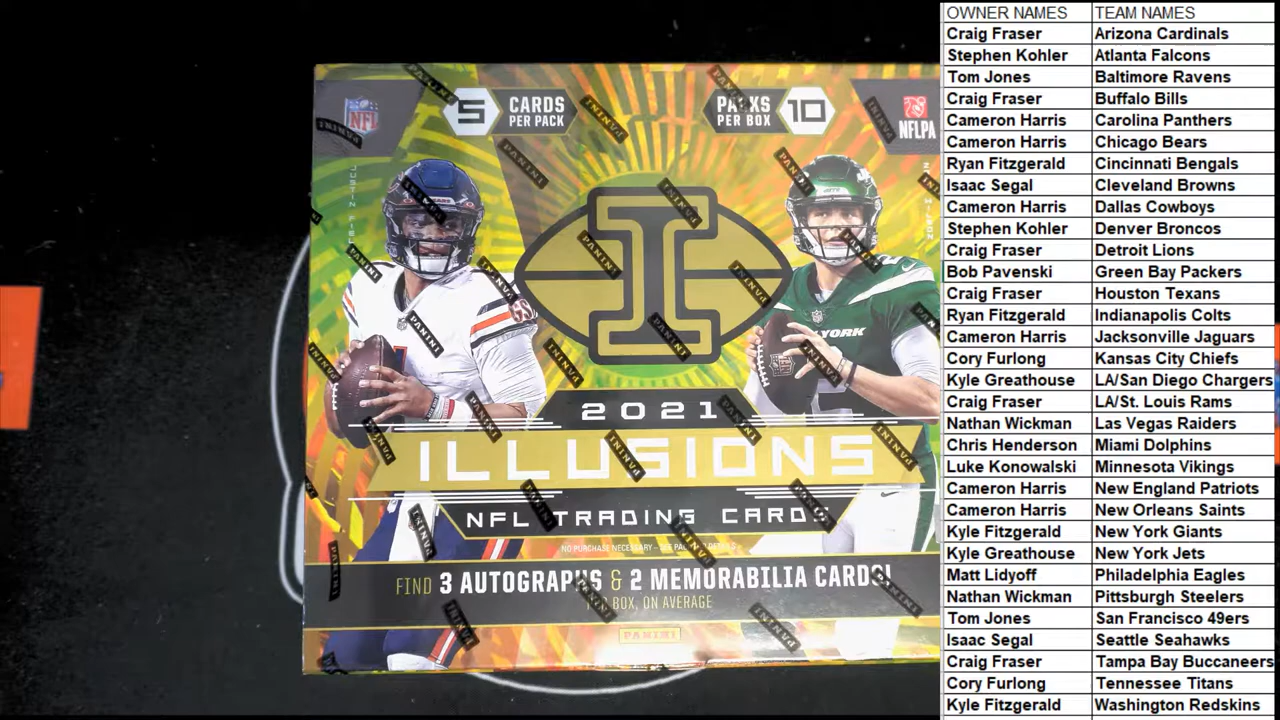 OWNER NAMES TEAM NAMES
Craig Fraser Arizona Cardinals
Stephen Kohler Atlanta Falcons
Tom Jones Baltimore Ravens
Craig Fraser Buffalo Bills
Cameron Harris Carolina Panthers
Cameron Harris Chicago Bears
Ryan Fitzgerald Cincinnati Bengals
Isaac Segal Cleveland Browns
Cameron Harris Dallas Cowboys
Stephen Kohler Denver Broncos
Craig Fraser Detroit Lions
Bob Pavenski Green Bay Packers
Craig Fraser Houston Texans
Ryan Fitzgerald Indianapolis Colts
Cameron Harris Jacksonville Jaguars
Cory Furlong Kansas City Chiefs
Kyle Greathouse LA/San Diego Chargers
Craig Fraser LA/St. Louis Rams
Nathan Wickman Las Vegas Raiders
Chris Henderson Miami Dolphins
Luke Konowalski Minnesota Vikings
Cameron Harris New England Patriots
Cameron Harris New Orleans Saints
Kyle Fitzgerald New York Giants
Kyle Greathouse New York Jets
Matt Lidyoff Philadelphia Eagles
Nathan Wickman Pittsburgh Steelers
Tom Jones San Francisco 49ers
Isaac Segal Seattle Seahawks
Craig Fraser Tampa Bay Buccaneers
Cory Furlong Tennessee Titans
Kyle Fitzgerald Washington Redskins
NFL
5 CARDS
PER PACK
PACKS
PER BOX 10
NFLPA
JUSTIN
I
2021
ILLUSIONS
NFL TRADING CARDS
NO PURCHASE NECESSARY
FIND 3 AUTOGRAPHS & 2 MEMORABILIA CARDS!
PER BOX, ON AVERAGE
PANINI